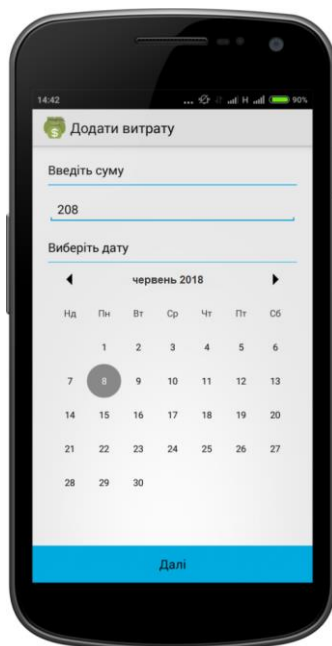 14:42 ... H 90%
Додати витрату
Введіть суму
208
Виберіть дату
червень 2018
Нд Пн Вт Ср Чт Пт Сб
1 2 3 4 5 6
7 8 9 10 11 12 13
14 15 16 17 18 19 20
21 22 23 24 25 26 27
28 29 30
Далі